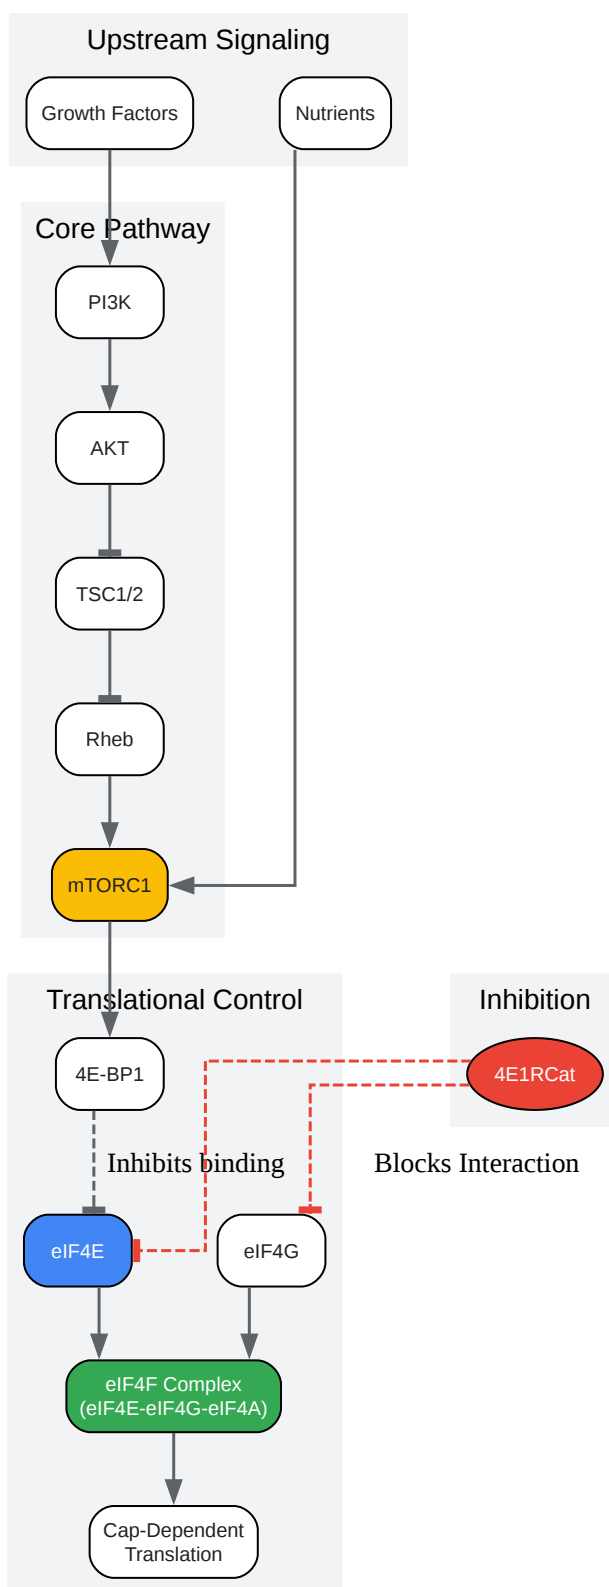 Upstream Signaling
Growth Factors
Nutrients
Core Pathway
PI3K
AKT
TSC1/2
Rheb
mTORC1
Translational Control
Inhibition
4E-BP1
4E1RCat
Inhibits binding
Blocks Interaction
eIF4E
eIF4G
eIF4F Complex
(eIF4E-eIF4G-eIF4A)
Cap-Dependent
Translation